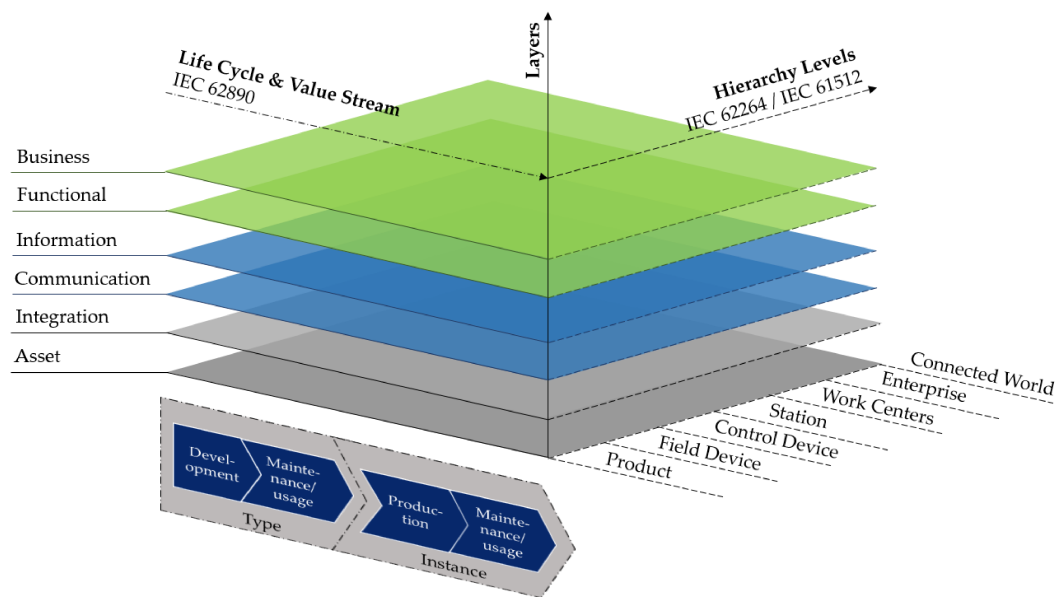 Layers
Life Cycle & Value Stream
IEC 62890
Hierarchy Levels
IEC 62264 / IEC 61512
Business
Functional
Information
Communication
Integration
Asset
Connected World
Enterprise
Work Centers
Station
Control Device
Field Device
Product
Devel-
opment
Mainte-
nance/
usage
Type
Produc-
tion
Mainte-
nance/
usage
Instance